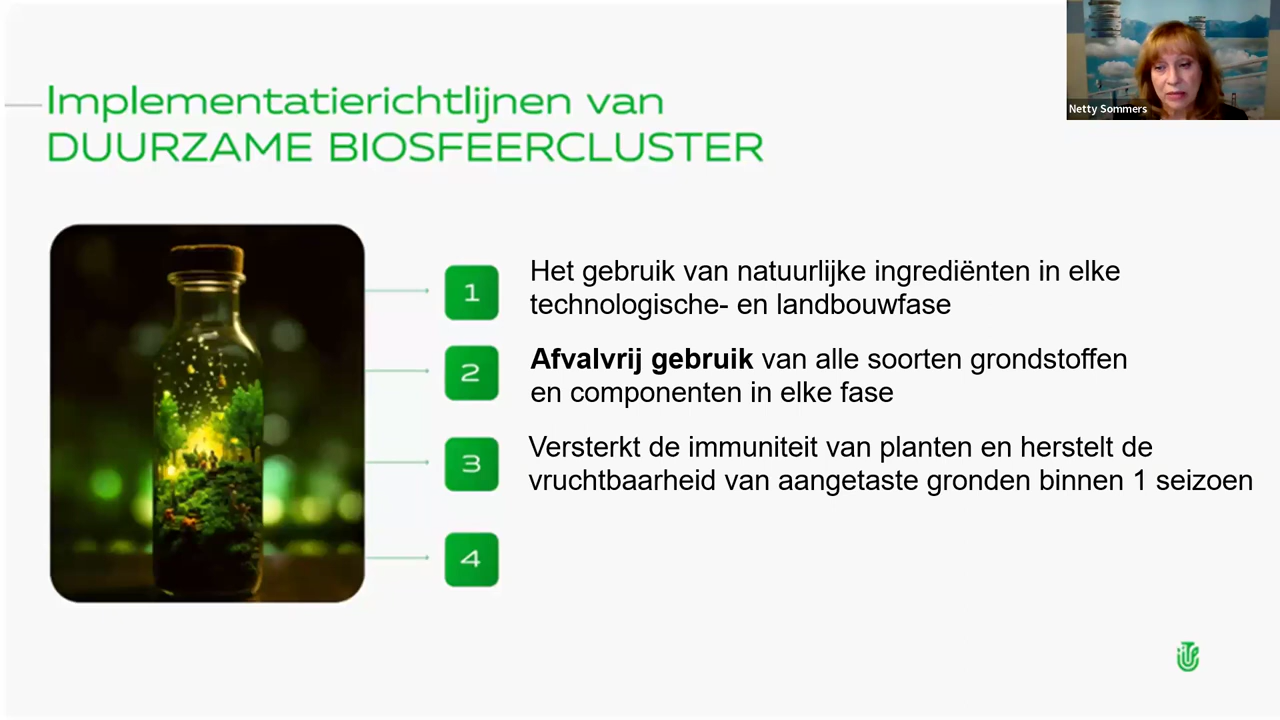 Netty Sommers
Implementatierichtlijnen van
DUURZAME BIOSFEERCLUSTER
1
Het gebruik van natuurlijke ingrediënten in elke
technologische- en landbouwfase
2
Afvalvrij gebruik van alle soorten grondstoffen
en componenten in elke fase
3
Versterkt de immuniteit van planten en herstelt de
vruchtbaarheid van aangetaste gronden binnen 1 seizoen
4